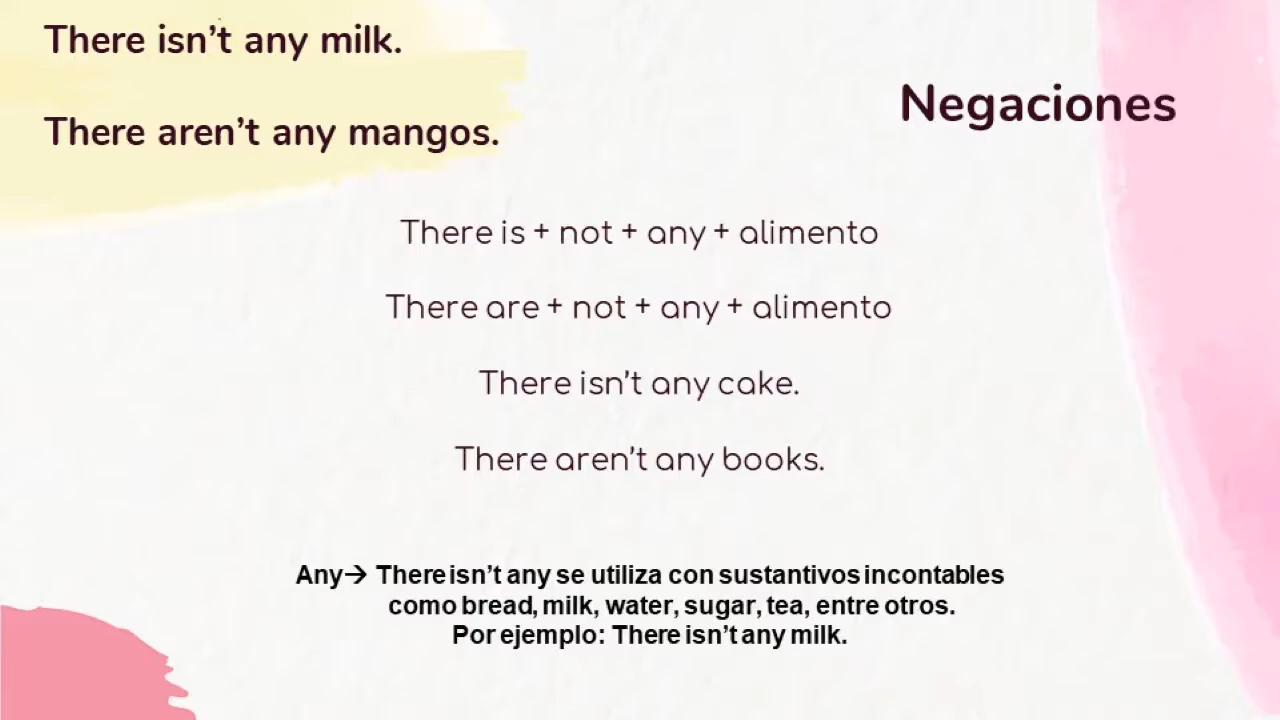 There isn’t any milk.
There aren’t any mangos.
Negaciones
There is + not + any + alimento
There are + not + any + alimento
There isn’t any cake.
There aren’t any books.
Any→ There isn’t any se utiliza con sustantivos incontables
como bread, milk, water, sugar, tea, entre otros.
Por ejemplo: There isn’t any milk.